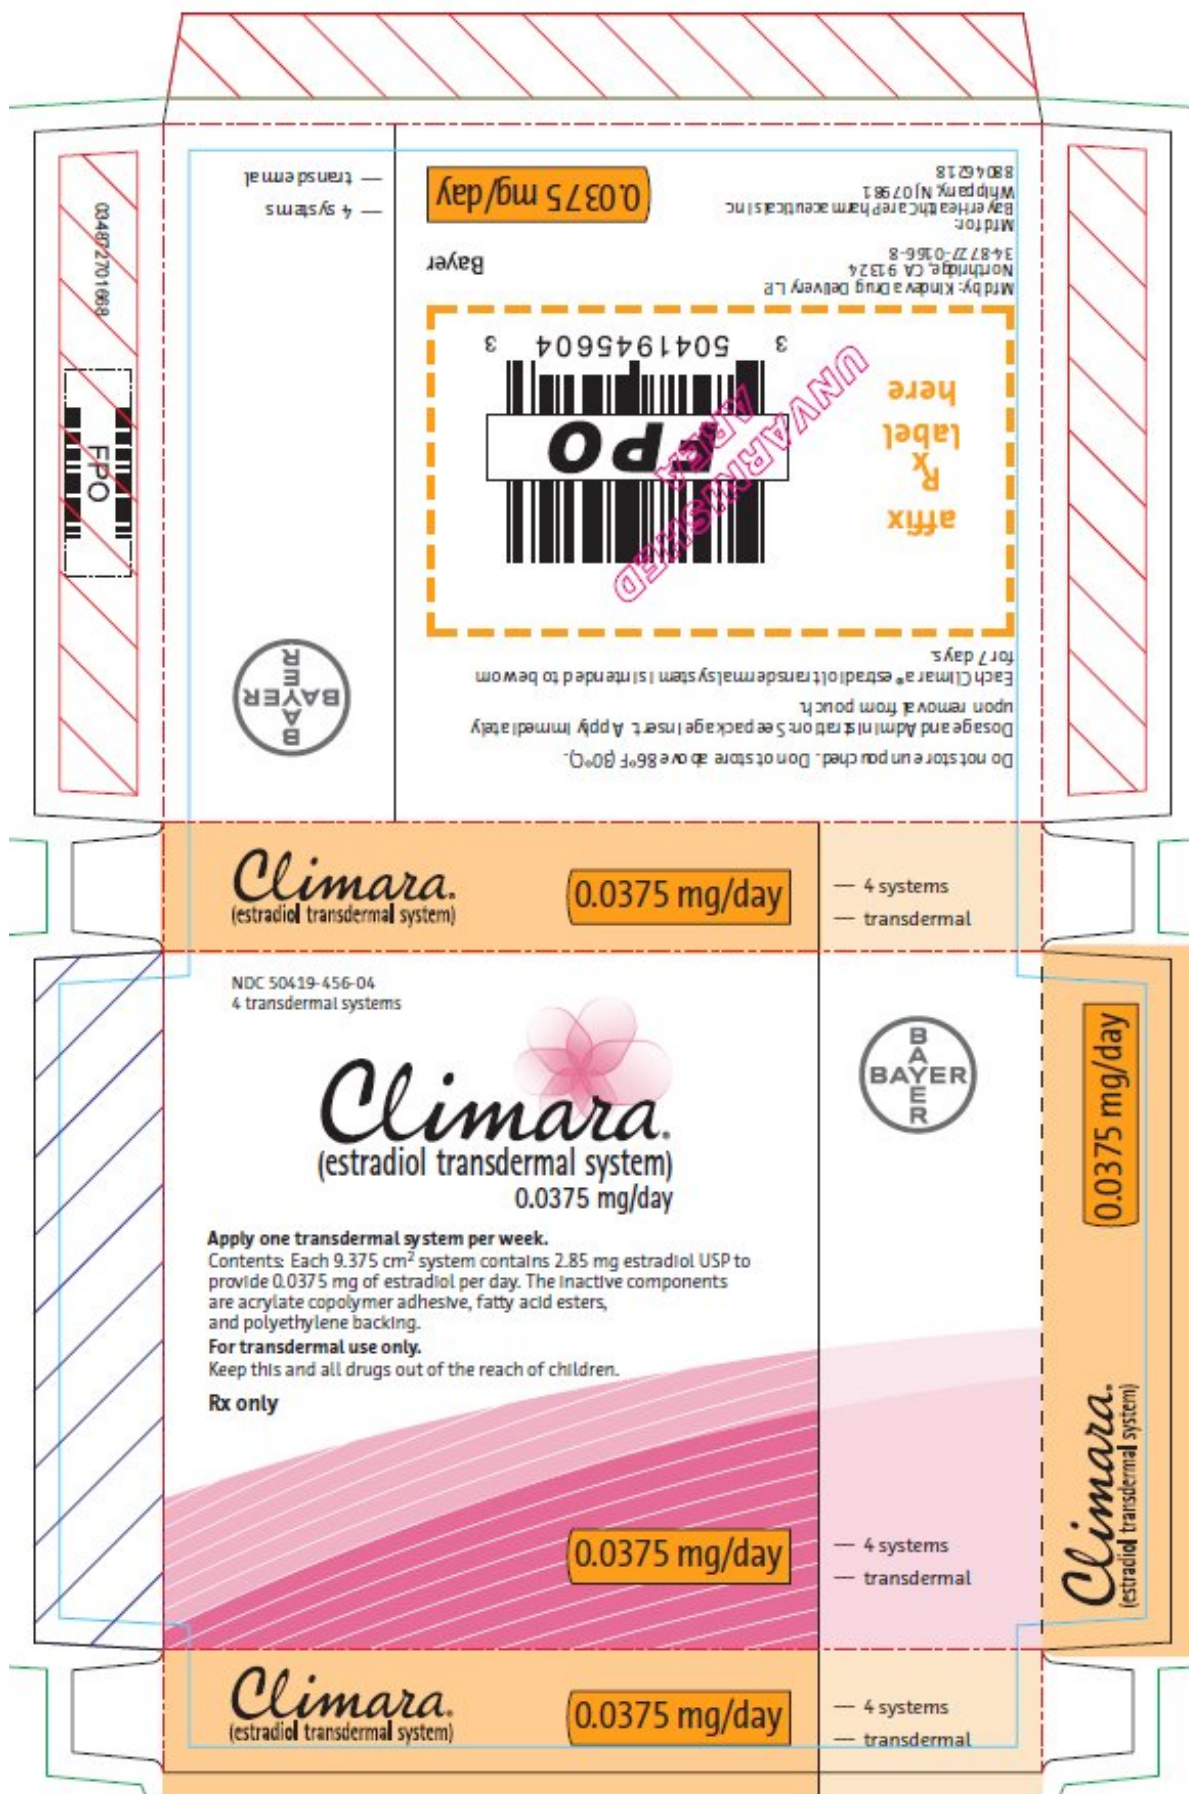 — transdermal
— 4 systems
0.0375 mg/day
88046218
Whippany, NJ 07981
Bayer HealthCare Pharmaceuticals Inc.
Mfd for:
34-8727-0166-8
Northridge, CA 91324
Mfd by: Kindeva Drug Delivery L.P.
Bayer
034872701668
FPO
3 5041945604 3
FPO
UNVARNISHED
AREA
affix
Rx
label
here
BAYER
BAYER
Do not store unpouched. Do not store above 86°F (30°C).
Dosage and Administration: See package insert. Apply immediately
upon removal from pouch.
Each Climara® estradiol transdermal system is intended to be worn
for 7 days.
Climara®
(estradiol transdermal system)
0.0375 mg/day
— 4 systems
— transdermal
NDC 50419-456-04
4 transdermal systems
Climara®
(estradiol transdermal system)
0.0375 mg/day
BAYER
BAYER
Apply one transdermal system per week.
Contents: Each 9.375 cm² system contains 2.85 mg estradiol USP to
provide 0.0375 mg of estradiol per day. The inactive components
are acrylate copolymer adhesive, fatty acid esters,
and polyethylene backing.
For transdermal use only.
Keep this and all drugs out of the reach of children.
Rx only
0.0375 mg/day
— 4 systems
— transdermal
0.0375 mg/day
Climara®
(estradiol transdermal system)
Climara®
(estradiol transdermal system)
0.0375 mg/day
— 4 systems
— transdermal